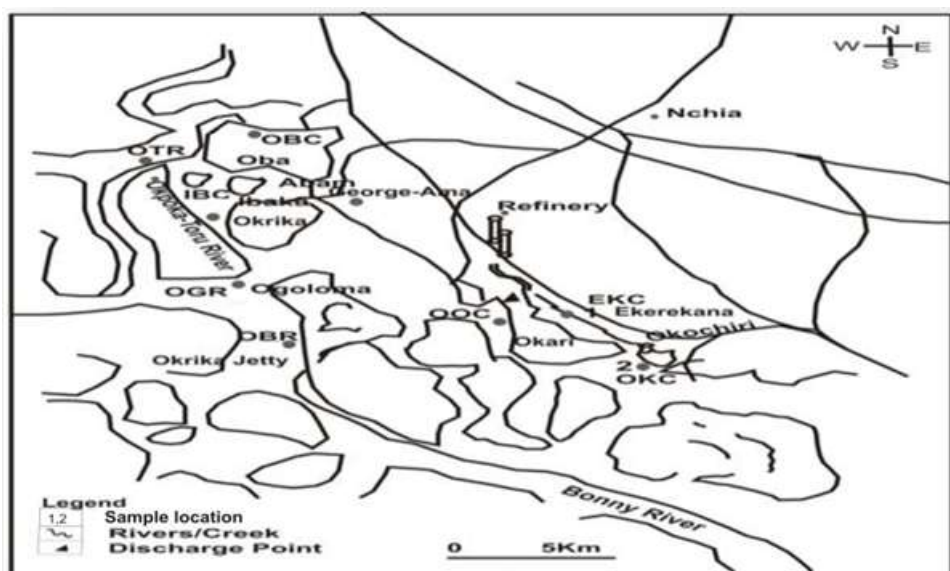 N
W E
S
Nchia
OBC
OTR
Oba
Abam
George-Ama
IBC
Ibaka
Okrika
Okpoka-Toru River
Refinery
OGR
Ogoloma
EKC
1
Ekerekana
OOC
Okochiri
OBR
Okari
Okrika Jetty
2
OKC
Bonny River
Legend
1,2 Sample location
Rivers/Creek
Discharge Point
0 5Km